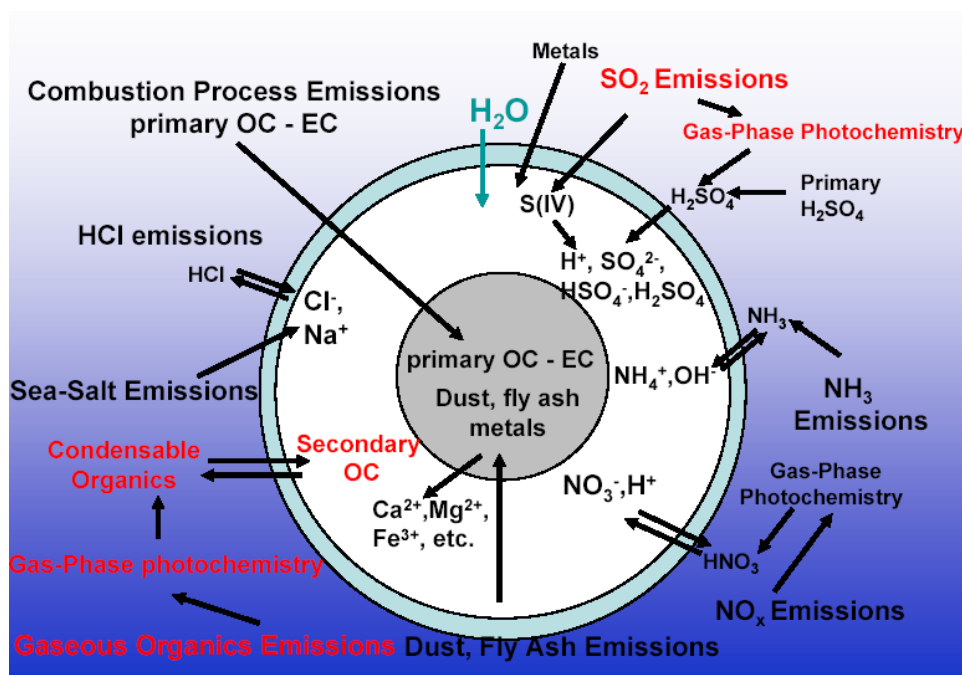 Metals
SO₂ Emissions
Combustion Process Emissions
primary OC - EC
H₂O
Gas-Phase Photochemistry
S(IV)
H₂SO₄
Primary
H₂SO₄
HCl emissions
HCl
H⁺, SO₄²⁻,
HSO₄⁻,H₂SO₄
Cl⁻,
Na⁺
NH₃
primary OC - EC
Dust, fly ash
metals
NH₄⁺,OH⁻
Sea-Salt Emissions
NH₃
Emissions
Condensable
Organics
Secondary
OC
Gas-Phase
Photochemistry
NO₃⁻,H⁺
Ca²⁺,Mg²⁺,
Fe³⁺, etc.
Gas-Phase photochemistry
HNO₃
NOₓ Emissions
Gaseous Organics Emissions
Dust, Fly Ash Emissions